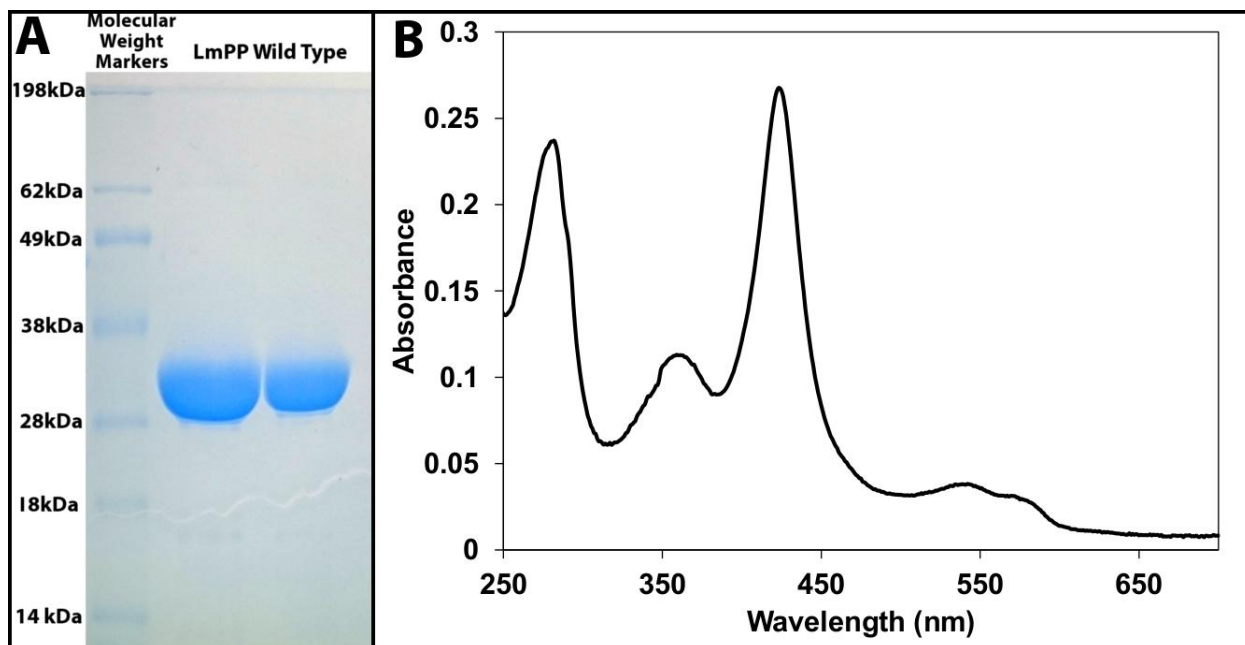 A
Molecular
Weight
Markers
LmPP Wild Type
198kDa
62kDa
49kDa
38kDa
28kDa
18kDa
14 kDa
B
0.3
0.25
0.2
0.15
0.1
0.05
0
Absorbance
250
350
450
550
650
Wavelength (nm)